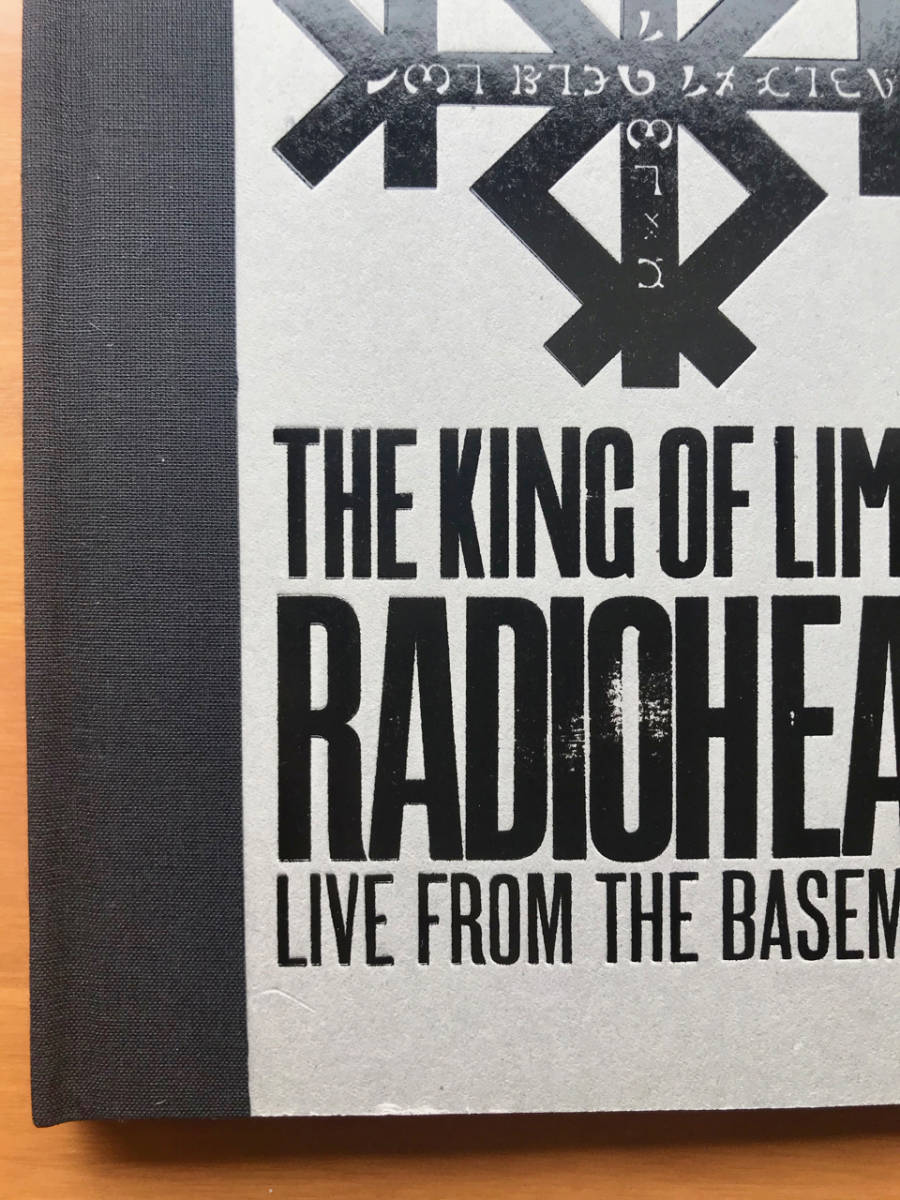 THE KING OF LIM
RADIOHEA
LIVE FROM THE BASEM